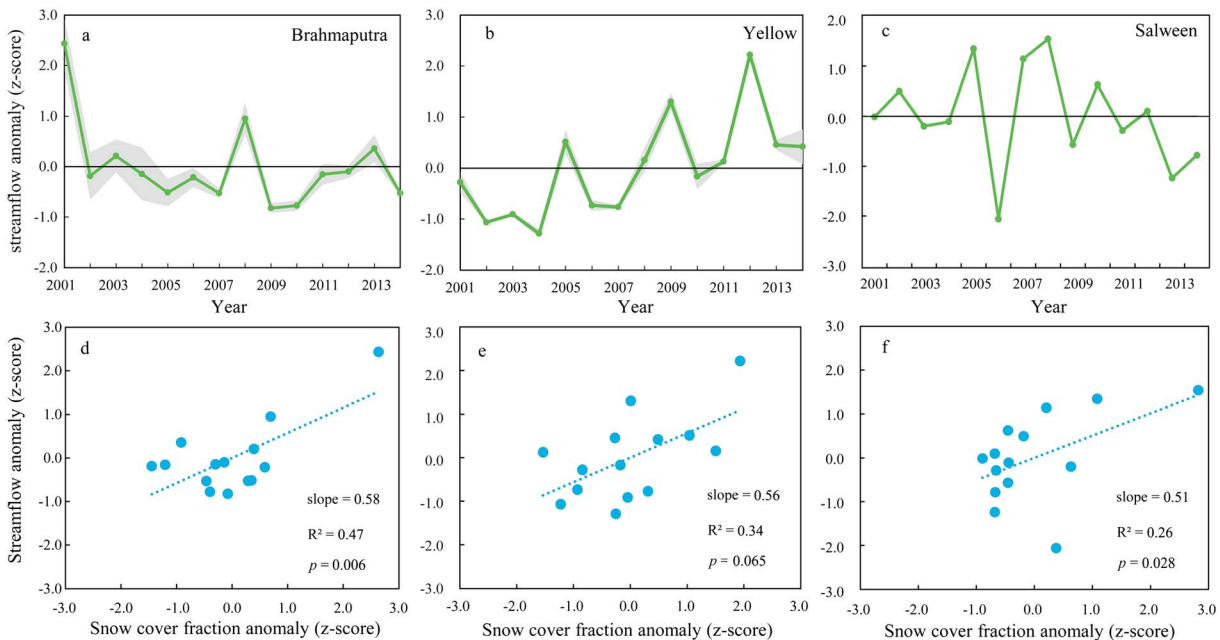 3.0
2.0
1.0
0.0
-1.0
-2.0
streamflow anomaly (z-score)
a
Brahmaputra
2001 2003 2005 2007 2009 2011 2013
Year
3.0
2.0
1.0
0.0
-1.0
-2.0
b
Yellow
2001 2003 2005 2007 2009 2011 2013
Year
2.0
1.0
0.0
-1.0
-2.0
-3.0
c
Salween
2001 2003 2005 2007 2009 2011 2013
Year
3.0
2.0
1.0
0.0
-1.0
-2.0
-3.0
Streamflow anomaly (z-score)
d
slope = 0.58
R² = 0.47
p = 0.006
-3.0 -2.0 -1.0 0.0 1.0 2.0 3.0
Snow cover fraction anomaly (z-score)
3.0
2.0
1.0
0.0
-1.0
-2.0
-3.0
e
slope = 0.56
R² = 0.34
p = 0.065
-3.0 -2.0 -1.0 0.0 1.0 2.0 3.0
Snow cover fraction anomaly (z-score)
3.0
2.0
1.0
0.0
-1.0
-2.0
-3.0
f
slope = 0.51
R² = 0.26
p = 0.028
-3.0 -2.0 -1.0 0.0 1.0 2.0 3.0
Snow cover fraction anomaly (z-score)